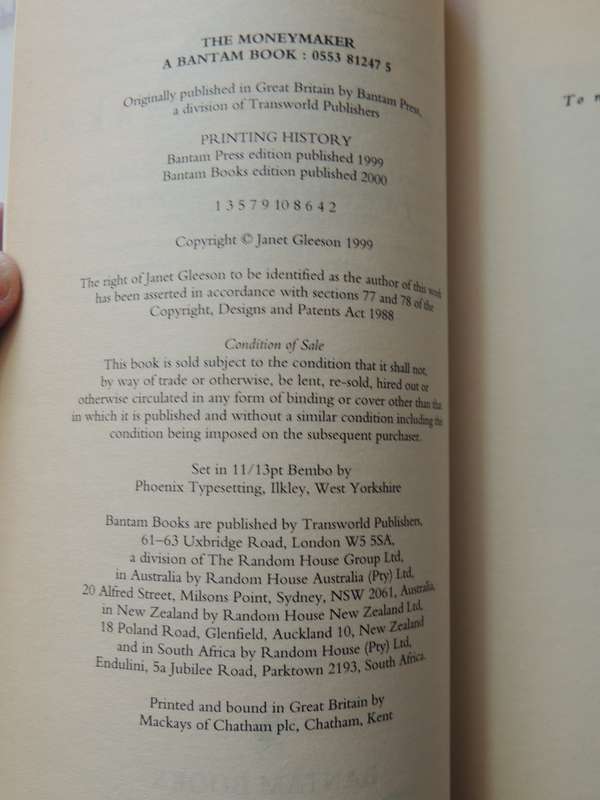 THE MONEYMAKER
A BANTAM BOOK : 0553 81247 5
Originally published in Great Britain by Bantam Press,
a division of Transworld Publishers
PRINTING HISTORY
Bantam Press edition published 1999
Bantam Books edition published 2000
1 3 5 7 9 10 8 6 4 2
Copyright © Janet Gleeson 1999
The right of Janet Gleeson to be identified as the author of this work
has been asserted in accordance with sections 77 and 78 of the
Copyright, Designs and Patents Act 1988
Condition of Sale
This book is sold subject to the condition that it shall not,
by way of trade or otherwise, be lent, re-sold, hired out or
otherwise circulated in any form of binding or cover other than that
in which it is published and without a similar condition including the
condition being imposed on the subsequent purchaser.
Set in 11/13pt Bembo by
Phoenix Typesetting, Ilkley, West Yorkshire
Bantam Books are published by Transworld Publishers,
61–63 Uxbridge Road, London W5 5SA,
a division of The Random House Group Ltd,
in Australia by Random House Australia (Pty) Ltd,
20 Alfred Street, Milsons Point, Sydney, NSW 2061, Australia,
in New Zealand by Random House New Zealand Ltd,
18 Poland Road, Glenfield, Auckland 10, New Zealand
and in South Africa by Random House (Pty) Ltd,
Endulini, 5a Jubilee Road, Parktown 2193, South Africa.
Printed and bound in Great Britain by
Mackays of Chatham plc, Chatham, Kent
To